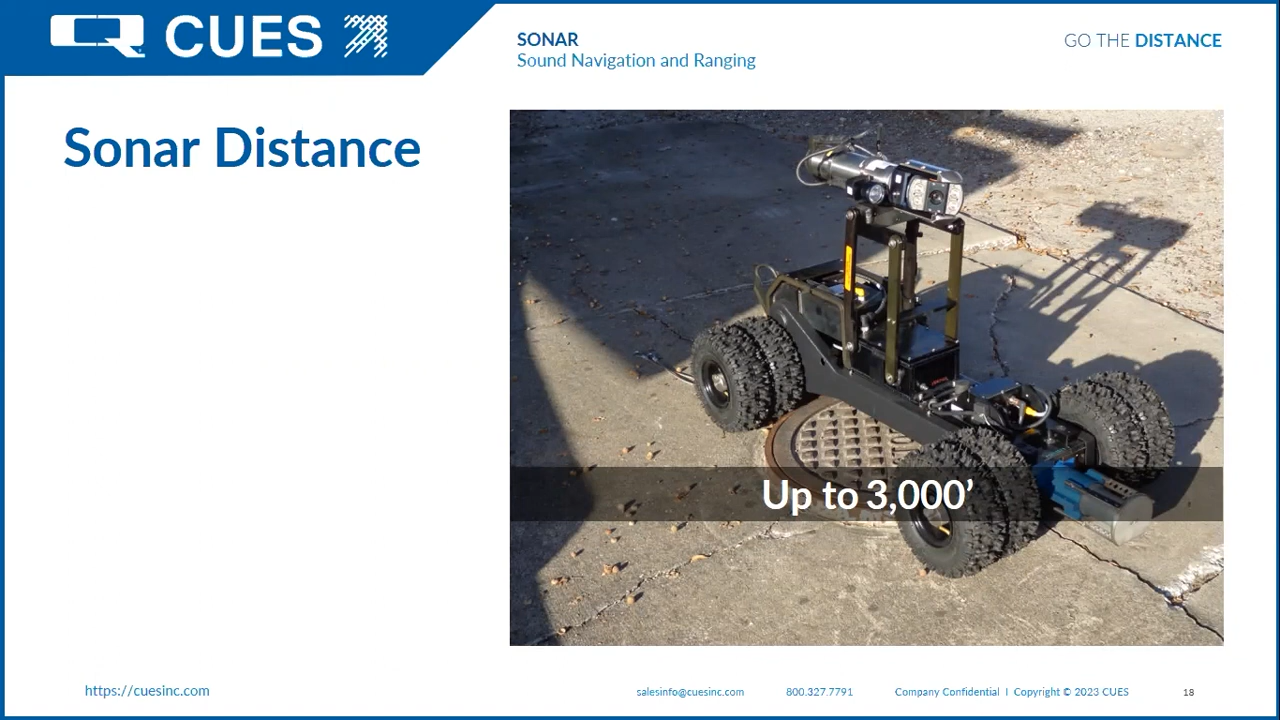 CUES
SONAR
Sound Navigation and Ranging
GO THE DISTANCE
Sonar Distance
Up to 3,000’
https://cuesinc.com
salesinfo@cuesinc.com
800.327.7791
Company Confidential I Copyright © 2023 CUES
18